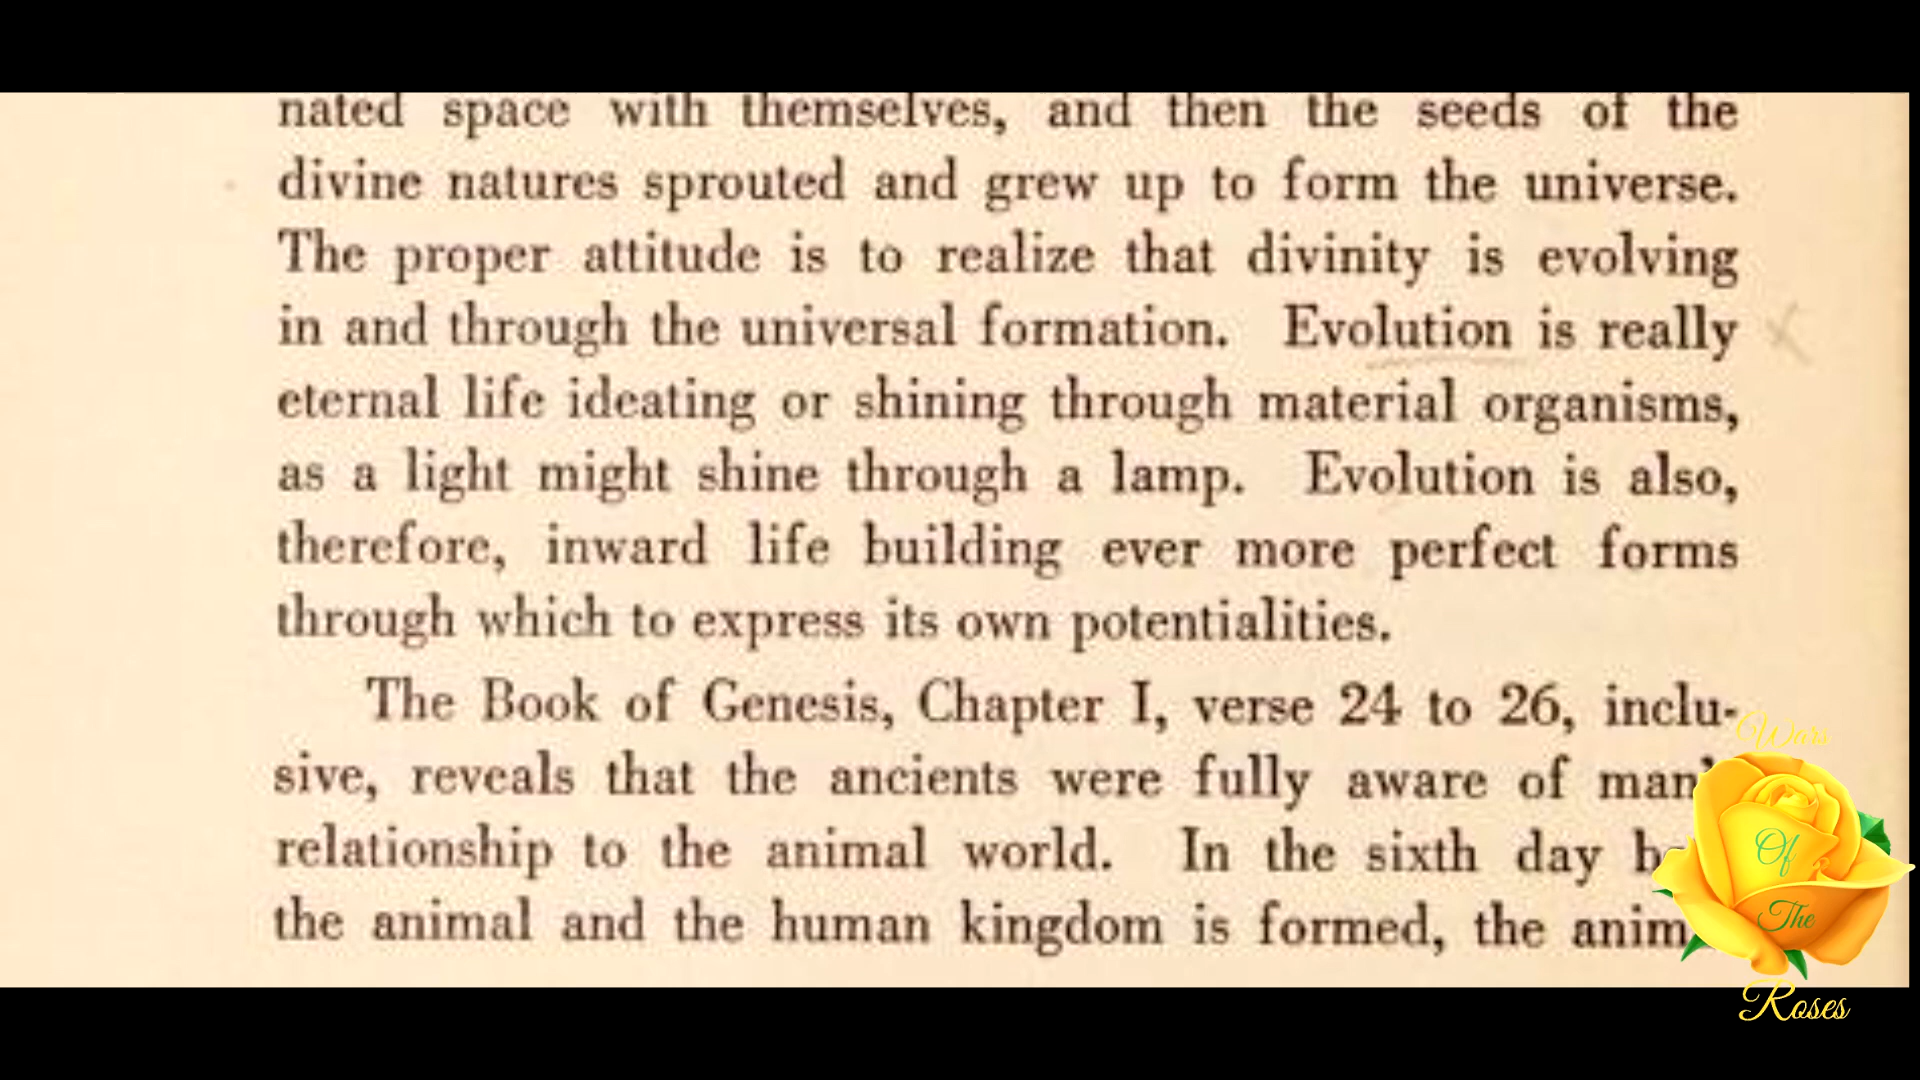 nated space with themselves, and then the seeds of the
divine natures sprouted and grew up to form the universe.
The proper attitude is to realize that divinity is evolving
in and through the universal formation. Evolution is really
eternal life ideating or shining through material organisms,
as a light might shine through a lamp. Evolution is also,
therefore, inward life building ever more perfect forms
through which to express its own potentialities.
The Book of Genesis, Chapter I, verse 24 to 26, inclu-
sive, reveals that the ancients were fully aware of man's
relationship to the animal world. In the sixth day
the animal and the human kingdom is formed, the
Wars
Of
The
Roses